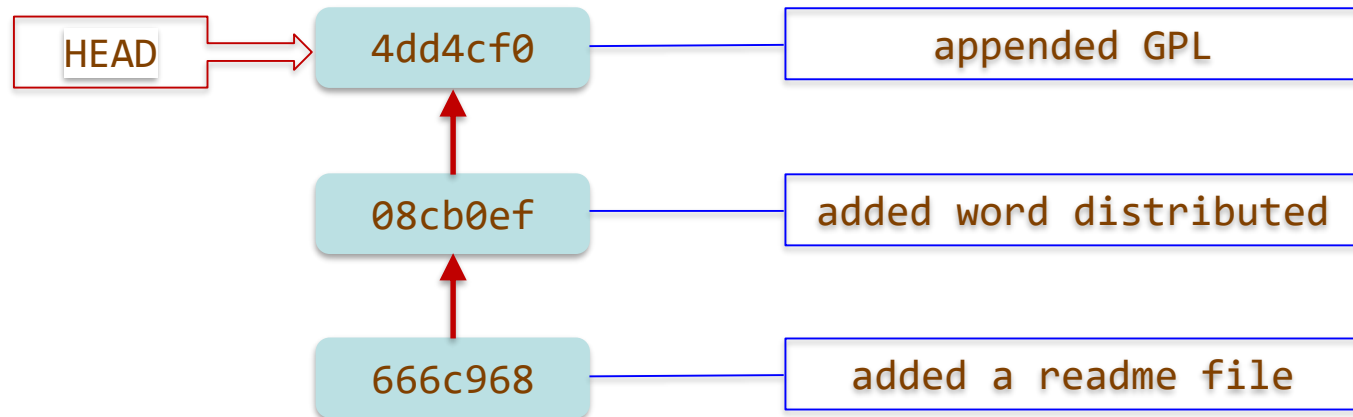 HEAD
4dd4cf0
appended GPL
08cb0ef
added word distributed
666c968
added a readme file